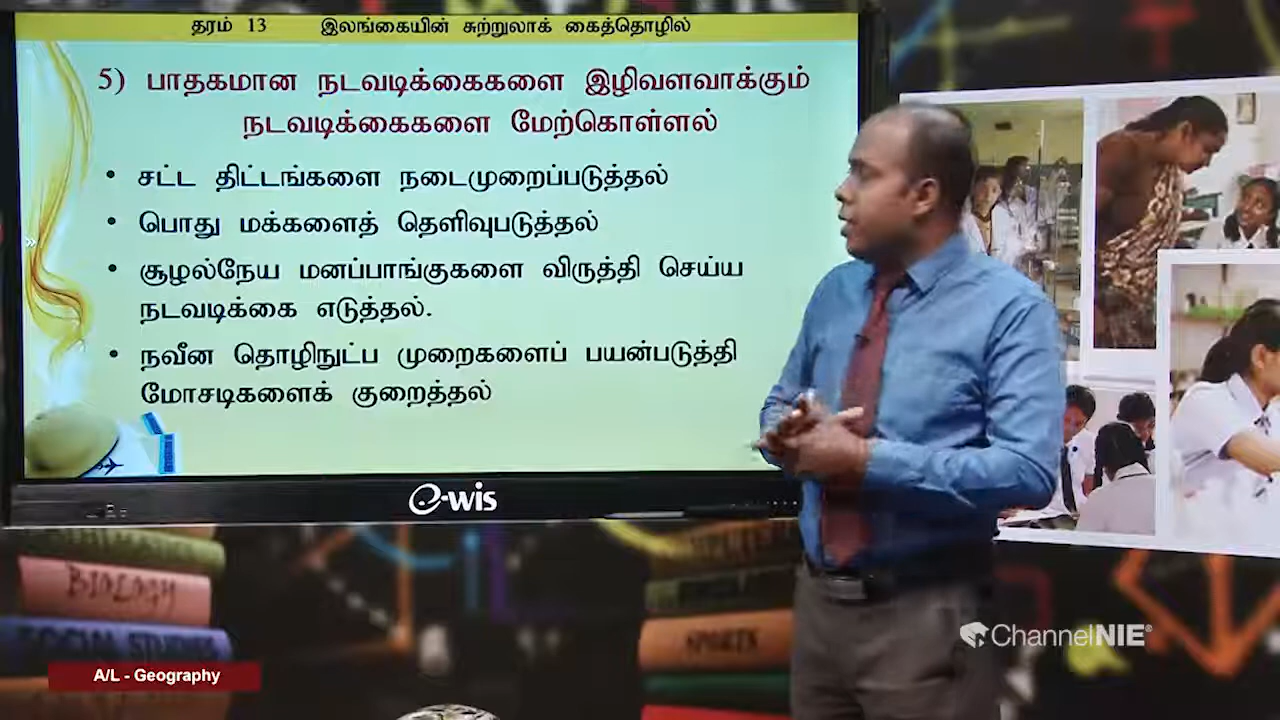 தரம் 13 இலங்கையின் சுற்றுலாக் கைத்தொழில்
5) பாதகமான நடவடிக்கைகளை இழிவளவாக்கும்
நடவடிக்கைகளை மேற்கொள்ளல்
• சட்ட திட்டங்களை நடைமுறைப்படுத்தல்
• பொது மக்களைத் தெளிவுபடுத்தல்
• சூழல்நேய மனப்பாங்குகளை விருத்தி செய்ய
நடவடிக்கை எடுத்தல்.
• நவீன தொழிநுட்ப முறைகளைப் பயன்படுத்தி
மோசடிகளைக் குறைத்தல்
e-wis
BIOLOGY
SOCIAL STUDIES
SPORTS
ChannelNIE®
A/L - Geography